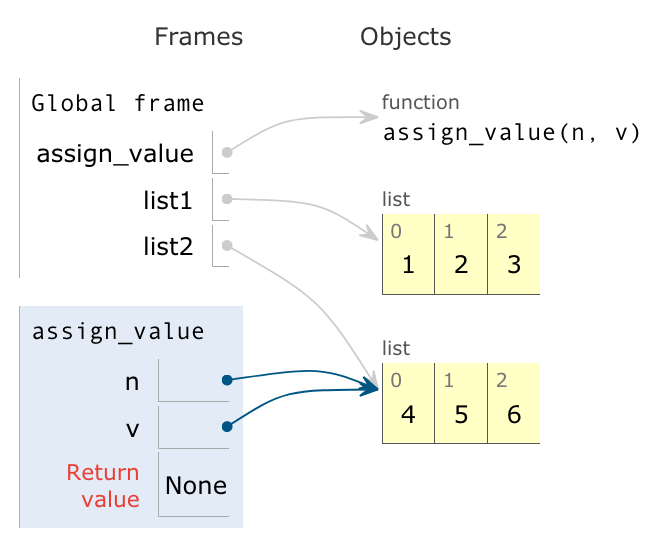 Frames Objects
Global frame
function
assign_value(n, v)
assign_value
list1
list
0 1 2
1 2 3
list2
assign_value
list
0 1 2
4 5 6
n
v
Return
value
None